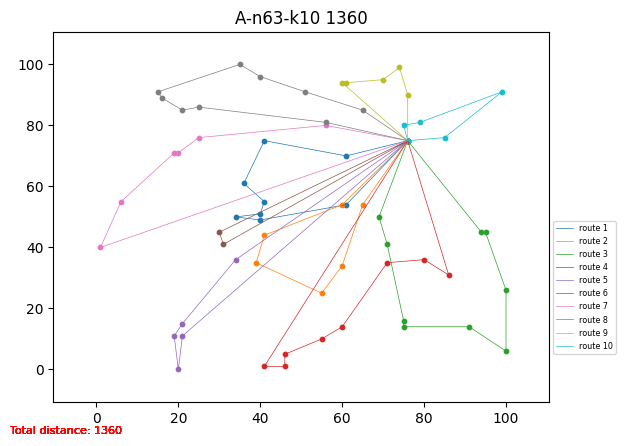 A-n63-k10 1360
100
80
60
40
20
0
0 20 40 60 80 100
route 1
route 2
route 3
route 4
route 5
route 6
route 7
route 8
route 9
route 10
Total distance: 1360